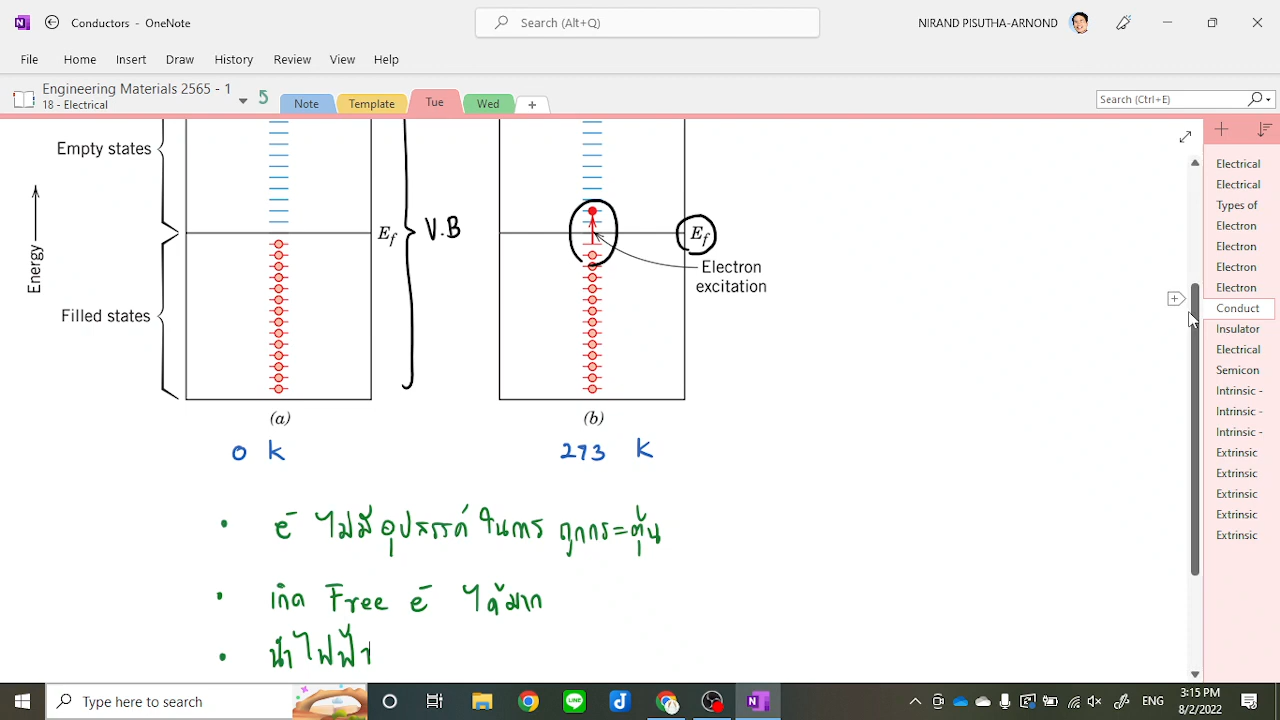 Conductors - OneNote
Search (Alt+Q)
NIRAND PISUTHA-ARNOND
File Home Insert Draw History Review View Help
Engineering Materials 2565 - 1
18 - Electrical
Note Template Tue Wed +
Search (Ctrl+E)
Empty states
Energy
Ef
V.B
Ef
Electron
excitation
Filled states
(a)
(b)
0 K
273 K
• e- ไม่มีอุปสรรค์ในการ ถูกกระตุ้น
• เกิด Free e- ได้มาก
• นำไฟฟ้า
Electrical
Electrical
Types of
Electron
Electron
Electron
Electron
Conduct
Insulator
Electrical
Semicon
Intrinsic -
Intrinsic -
Intrinsic -
Extrinsic
Extrinsic
Extrinsic
Extrinsic
Extrinsic
Type here to search
ENG
3:15 PM
8/2/2022